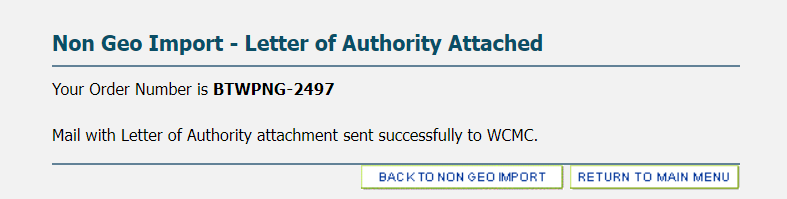 Non Geo Import - Letter of Authority Attached
Your Order Number is BTWPNG-2497
Mail with Letter of Authority attachment sent successfully to WCMC.
BACK TO NON GEO IMPORT RETURN TO MAIN MENU